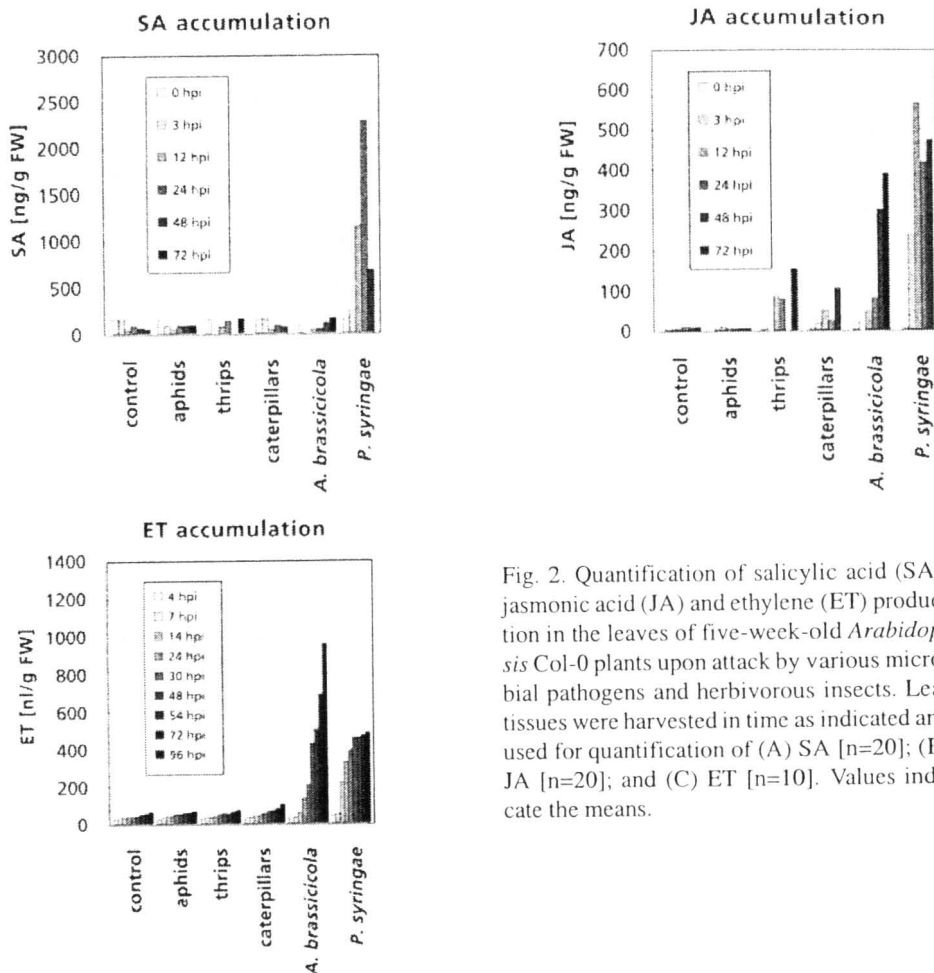 SA accumulation
3000
2500
2000
1500
1000
500
0
SA [ng/g FW]
0 hpi
3 hpi
12 hpi
24 hpi
48 hpi
72 hpi
control
aphids
thrips
caterpillars
A. brassicicola
P. syringae
JA accumulation
700
600
500
400
300
200
100
0
JA [ng/g FW]
0 hpi
3 hpi
12 hpi
24 hpi
48 hpi
72 hpi
control
aphids
thrips
caterpillars
A. brassicicola
P. syringae
ET accumulation
1400
1200
1000
800
600
400
200
0
ET [nl/g FW]
4 hpi
7 hpi
14 hpi
24 hpi
30 hpi
48 hpi
54 hpi
72 hpi
96 hpi
control
aphids
thrips
caterpillars
A. brassicicola
P. syringae
Fig. 2. Quantification of salicylic acid (SA
jasmonic acid (JA) and ethylene (ET) produc
tion in the leaves of five-week-old Arabidop
sis Col-0 plants upon attack by various micro
bial pathogens and herbivorous insects. Lea
tissues were harvested in time as indicated an
used for quantification of (A) SA [n=20]; (B
JA [n=20]; and (C) ET [n=10]. Values indi
cate the means.